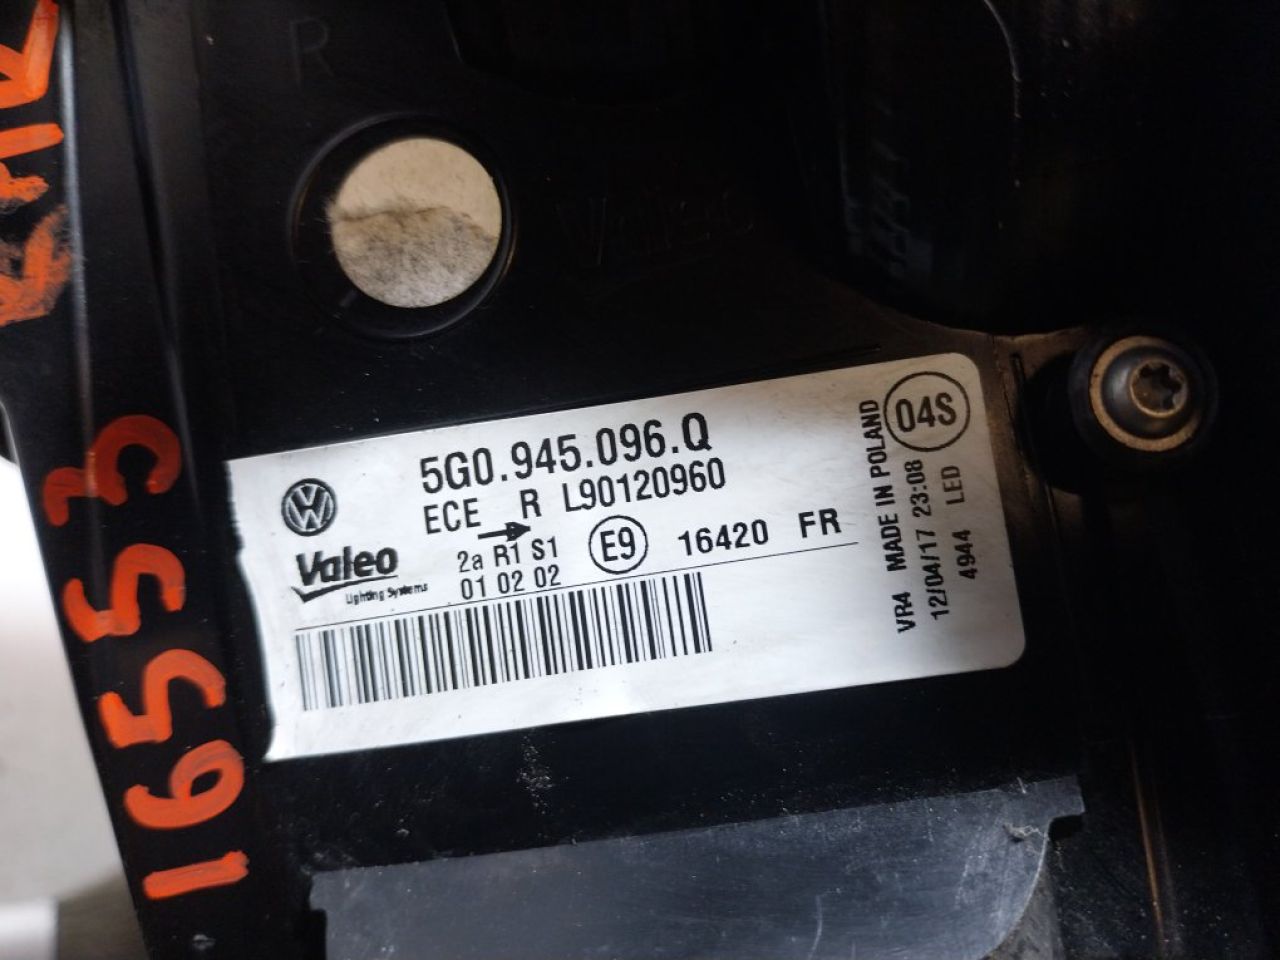 R
Valeo
5G0.945.096.Q
ECE R L90120960
Valeo
Lighting Systems
2a R1 S1
01 02 02
E9
16420 FR
04S
VR4 MADE IN POLAND
12/04/17 23:08
4944 LED
16553